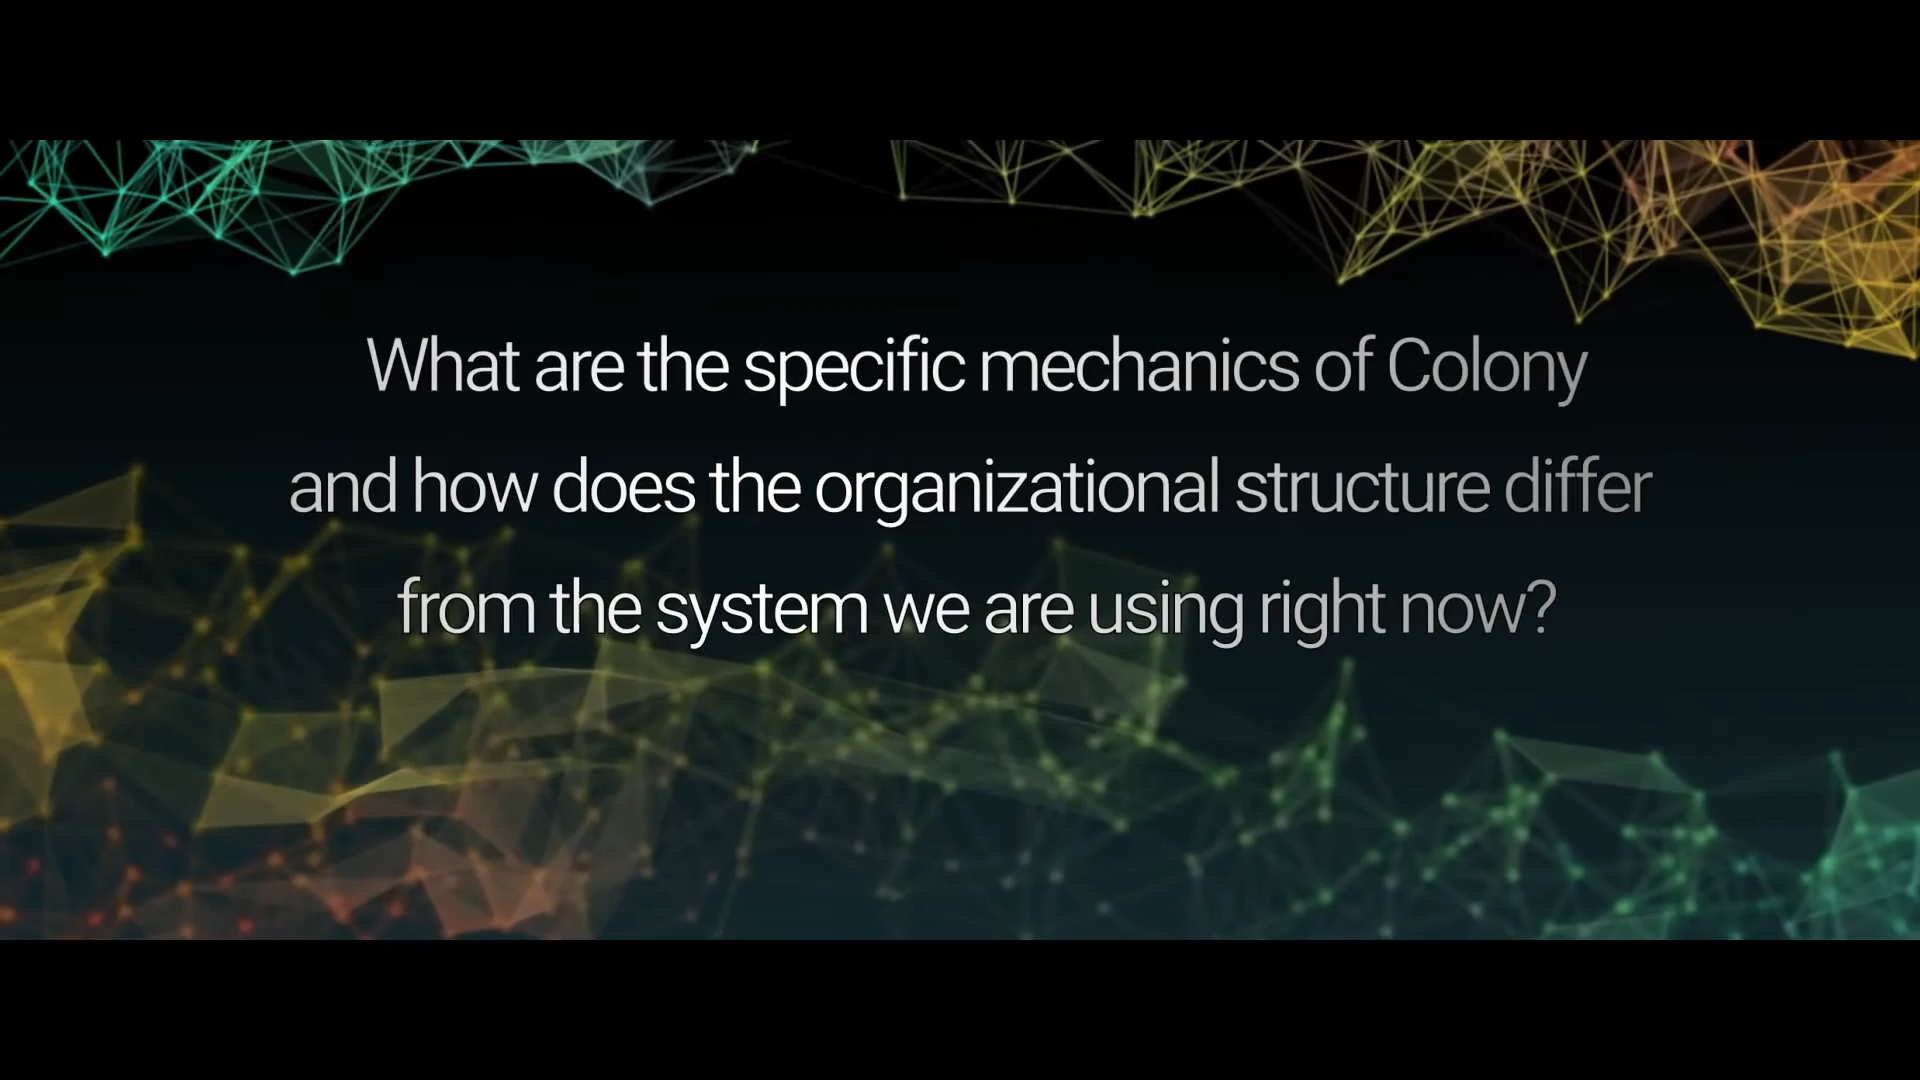 What are the specific mechanics of Colony
and how does the organizational structure differ
from the system we are using right now?